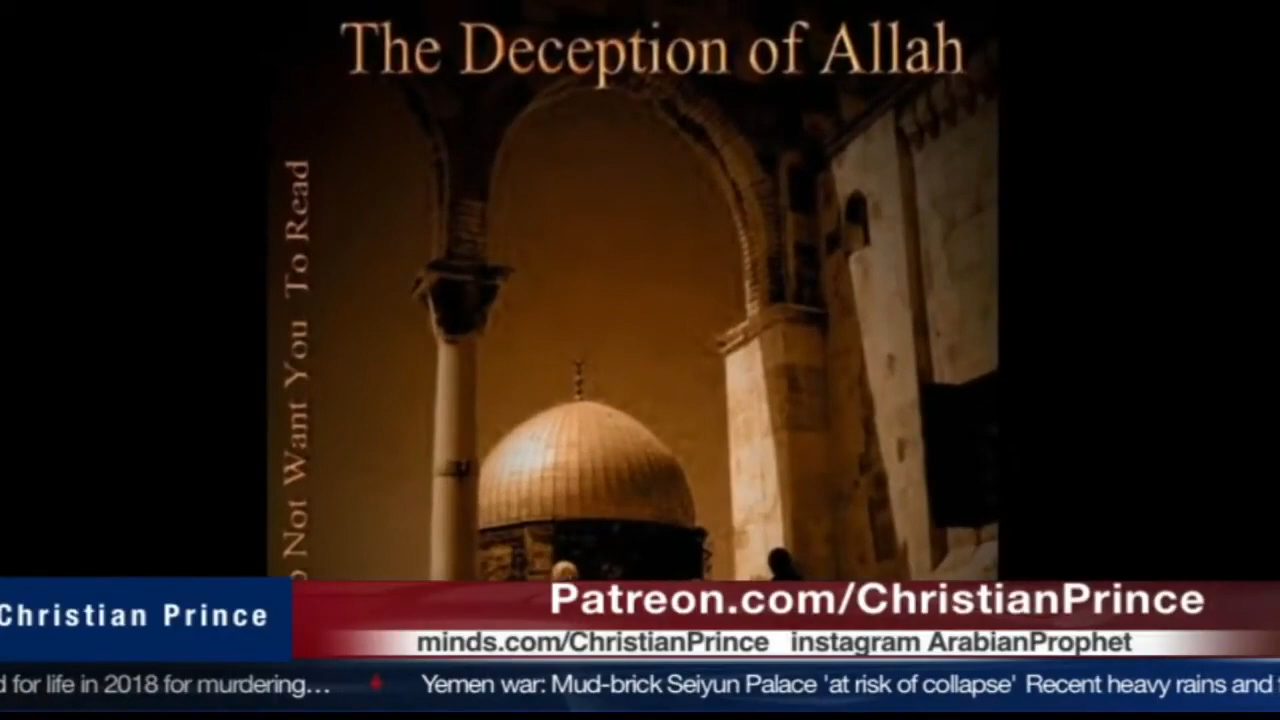 The Deception of Allah
Not Want You To Read
Christian Prince
Patreon.com/ChristianPrince
minds.com/ChristianPrince instagram ArabianProphet
for life in 2018 for murdering...
Yemen war: Mud-brick Seiyun Palace 'at risk of collapse' Recent heavy rains and